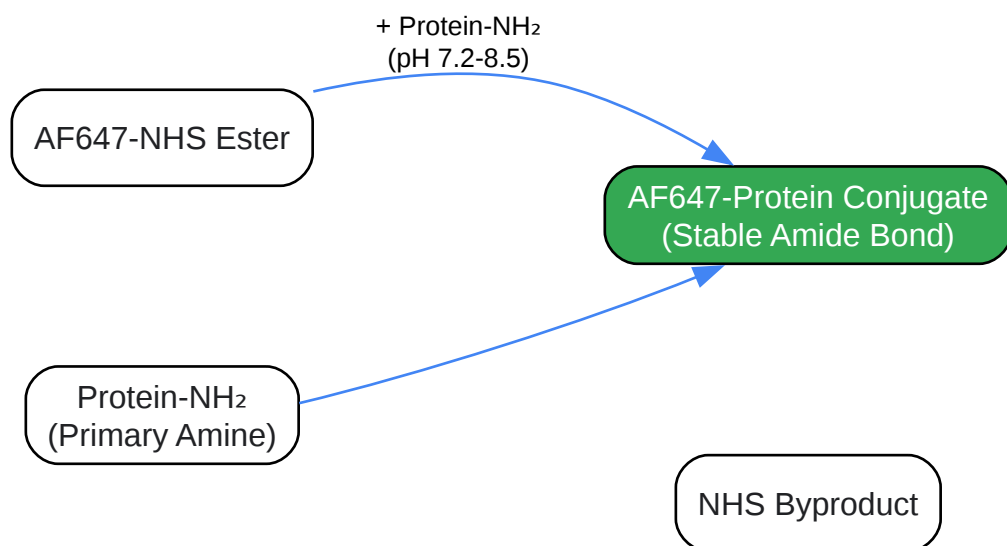 + Protein-NH₂
(pH 7.2-8.5)
AF647-NHS Ester
AF647-Protein Conjugate
(Stable Amide Bond)
Protein-NH₂
(Primary Amine)
NHS Byproduct